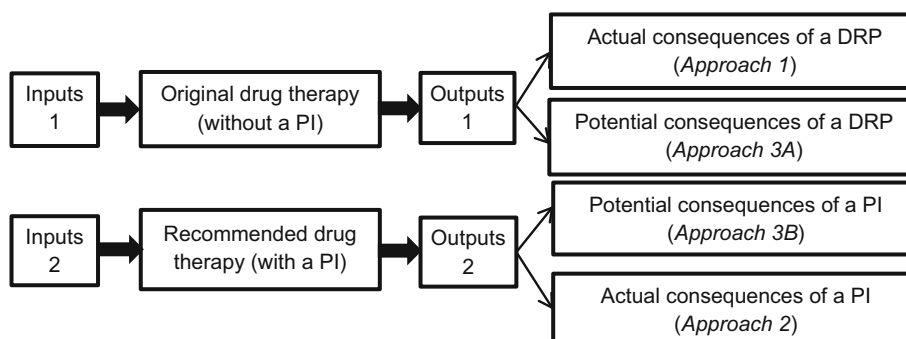 Inputs
1
Original drug therapy
(without a PI)
Outputs
1
Actual consequences of a DRP
(Approach 1)
Potential consequences of a DRP
(Approach 3A)
Inputs
2
Recommended drug
therapy (with a PI)
Outputs
2
Potential consequences of a PI
(Approach 3B)
Actual consequences of a PI
(Approach 2)